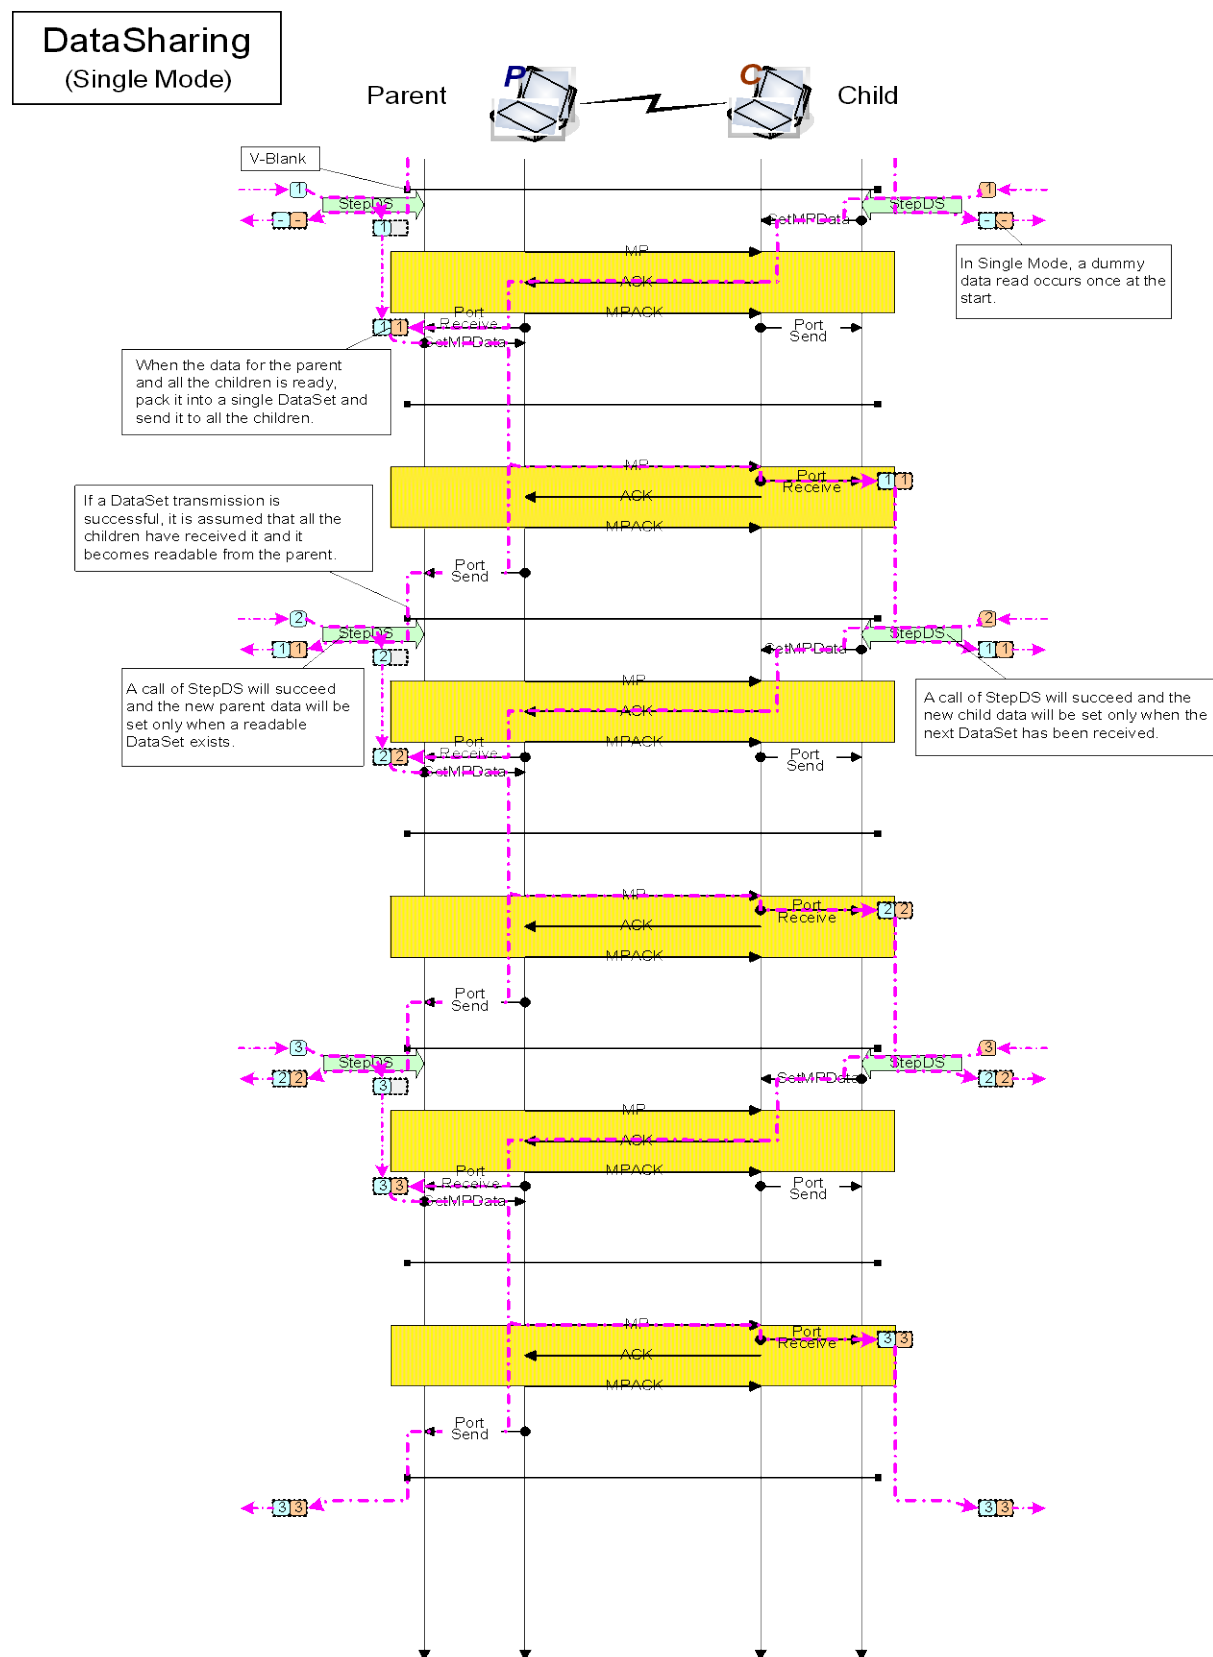 DataSharing
(Single Mode)
Parent
P
C
Child
V-Blank
1
StepDS
- -
1
1
StepDS
- -
SetMPData
In Single Mode, a dummy
data read occurs once at the
start.
MP
ACK
MPACK
1 1
Port
Receive
SetMPData
Port
Send
When the data for the parent
and all the children is ready,
pack it into a single DataSet and
send it to all the children.
MP
Port
Receive
1 1
ACK
MPACK
If a DataSet transmission is
successful, it is assumed that all the
children have received it and it
becomes readable from the parent.
Port
Send
2
StepDS
1 1
2
2
StepDS
1 1
SetMPData
A call of StepDS will succeed
and the new parent data will be
set only when a readable
DataSet exists.
A call of StepDS will succeed and the
new child data will be set only when the
next DataSet has been received.
MP
ACK
MPACK
2 2
Port
Receive
SetMPData
Port
Send
MP
Port
Receive
2 2
ACK
MPACK
Port
Send
3
StepDS
2 2
3
3
StepDS
2 2
SetMPData
MP
ACK
MPACK
3 3
Port
Receive
SetMPData
Port
Send
MP
Port
Receive
3 3
ACK
MPACK
Port
Send
3 3
3 3